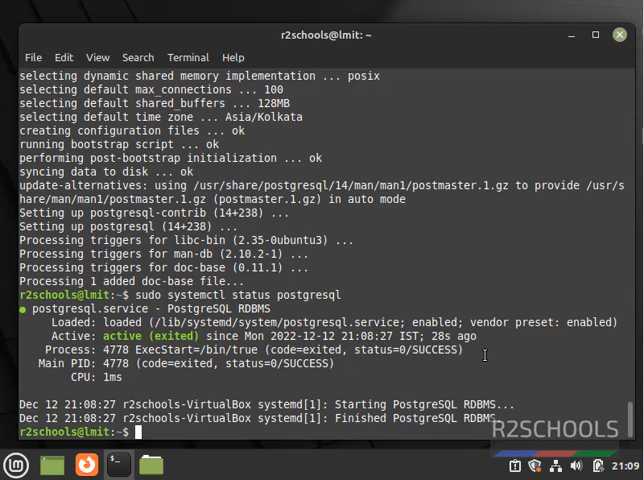 r2schools@lmit: ~
File Edit View Search Terminal Help
selecting dynamic shared memory implementation ... posix
selecting default max_connections ... 100
selecting default shared_buffers ... 128MB
selecting default time zone ... Asia/Kolkata
creating configuration files ... ok
running bootstrap script ... ok
performing post-bootstrap initialization ... ok
syncing data to disk ... ok
update-alternatives: using /usr/share/postgresql/14/man/man1/postmaster.1.gz to provide /usr/s
hare/man/man1/postmaster.1.gz (postmaster.1.gz) in auto mode
Setting up postgresql-contrib (14+238) ...
Setting up postgresql (14+238) ...
Processing triggers for libc-bin (2.35-0ubuntu3) ...
Processing triggers for man-db (2.10.2-1) ...
Processing triggers for doc-base (0.11.1) ...
Processing 1 added doc-base file...
r2schools@lmit:~$ sudo systemctl status postgresql
● postgresql.service - PostgreSQL RDBMS
Loaded: loaded (/lib/systemd/system/postgresql.service; enabled; vendor preset: enabled)
Active: active (exited) since Mon 2022-12-12 21:08:27 IST; 28s ago
Process: 4778 ExecStart=/bin/true (code=exited, status=0/SUCCESS)
Main PID: 4778 (code=exited, status=0/SUCCESS)
CPU: 1ms
Dec 12 21:08:27 r2schools-VirtualBox systemd[1]: Starting PostgreSQL RDBMS...
Dec 12 21:08:27 r2schools-VirtualBox systemd[1]: Finished PostgreSQL RDBMS.
r2schools@lmit:~$
R2SCHOOLS
21:09